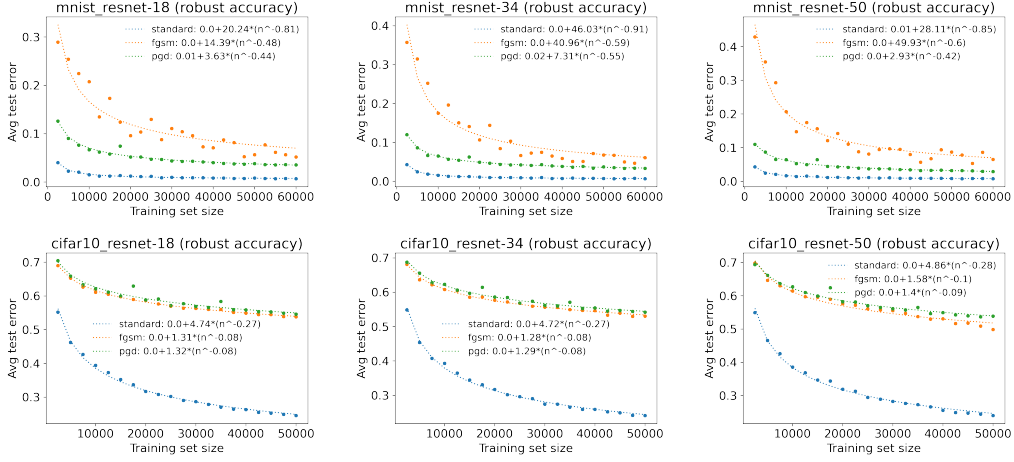 mnist_resnet-18 (robust accuracy)
standard: 0.0+20.24*(n^-0.81)
fgsm: 0.0+14.39*(n^-0.48)
pgd: 0.01+3.63*(n^-0.44)
Avg test error
0.3
0.2
0.1
0.0
0 10000 20000 30000 40000 50000 60000
Training set size
mnist_resnet-34 (robust accuracy)
standard: 0.0+46.03*(n^-0.91)
fgsm: 0.0+40.96*(n^-0.59)
pgd: 0.02+7.31*(n^-0.55)
Avg test error
0.4
0.3
0.2
0.1
0.0
0 10000 20000 30000 40000 50000 60000
Training set size
mnist_resnet-50 (robust accuracy)
standard: 0.01+28.11*(n^-0.85)
fgsm: 0.0+49.93*(n^-0.6)
pgd: 0.0+2.93*(n^-0.42)
Avg test error
0.4
0.3
0.2
0.1
0.0
0 10000 20000 30000 40000 50000 60000
Training set size
cifar10_resnet-18 (robust accuracy)
Avg test error
0.7
0.6
0.5
0.4
0.3
standard: 0.0+4.74*(n^-0.27)
fgsm: 0.0+1.31*(n^-0.08)
pgd: 0.0+1.32*(n^-0.08)
10000 20000 30000 40000 50000
Training set size
cifar10_resnet-34 (robust accuracy)
Avg test error
0.7
0.6
0.5
0.4
0.3
standard: 0.0+4.72*(n^-0.27)
fgsm: 0.0+1.28*(n^-0.08)
pgd: 0.0+1.29*(n^-0.08)
10000 20000 30000 40000 50000
Training set size
cifar10_resnet-50 (robust accuracy)
standard: 0.0+4.86*(n^-0.28)
fgsm: 0.0+1.58*(n^-0.1)
pgd: 0.0+1.4*(n^-0.09)
Avg test error
0.7
0.6
0.5
0.4
0.3
10000 20000 30000 40000 50000
Training set size